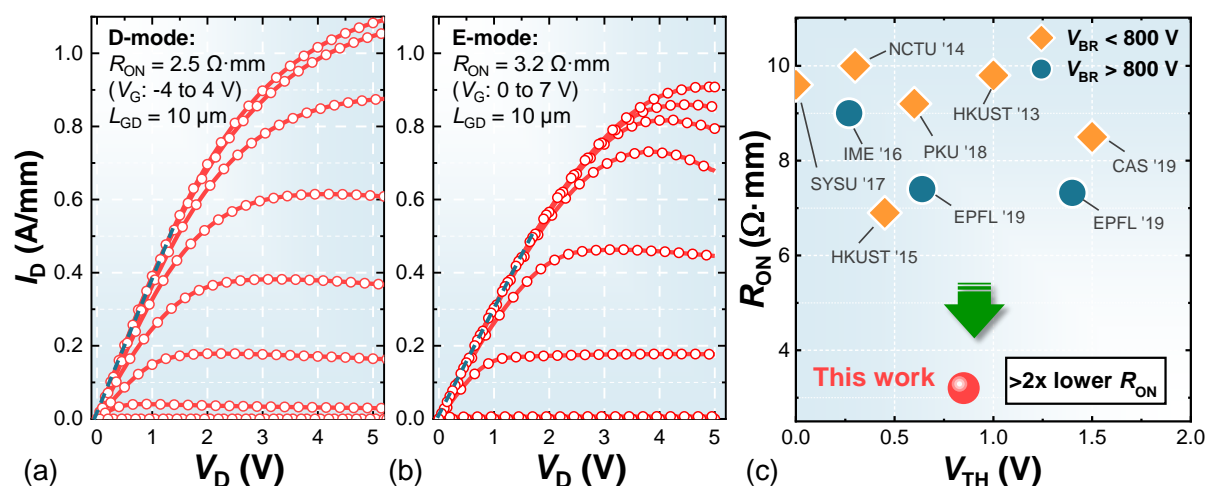 D-mode:
R_ON = 2.5 Ω·mm
(V_G: -4 to 4 V)
L_GD = 10 µm
1.0
0.8
0.6
0.4
0.2
0.0
I_D (A/mm)
0 1 2 3 4 5
V_D (V)
(a)
E-mode:
R_ON = 3.2 Ω·mm
(V_G: 0 to 7 V)
L_GD = 10 µm
1.0
0.8
0.6
0.4
0.2
0.0
0 1 2 3 4 5
V_D (V)
(b)
V_BR < 800 V
V_BR > 800 V
NCTU '14
HKUST '13
IME '16
PKU '18
CAS '19
SYSU '17
EPFL '19
EPFL '19
HKUST '15
This work
>2x lower R_ON
10
8
6
4
R_ON (Ω·mm)
0.0 0.5 1.0 1.5 2.0
V_TH (V)
(c)